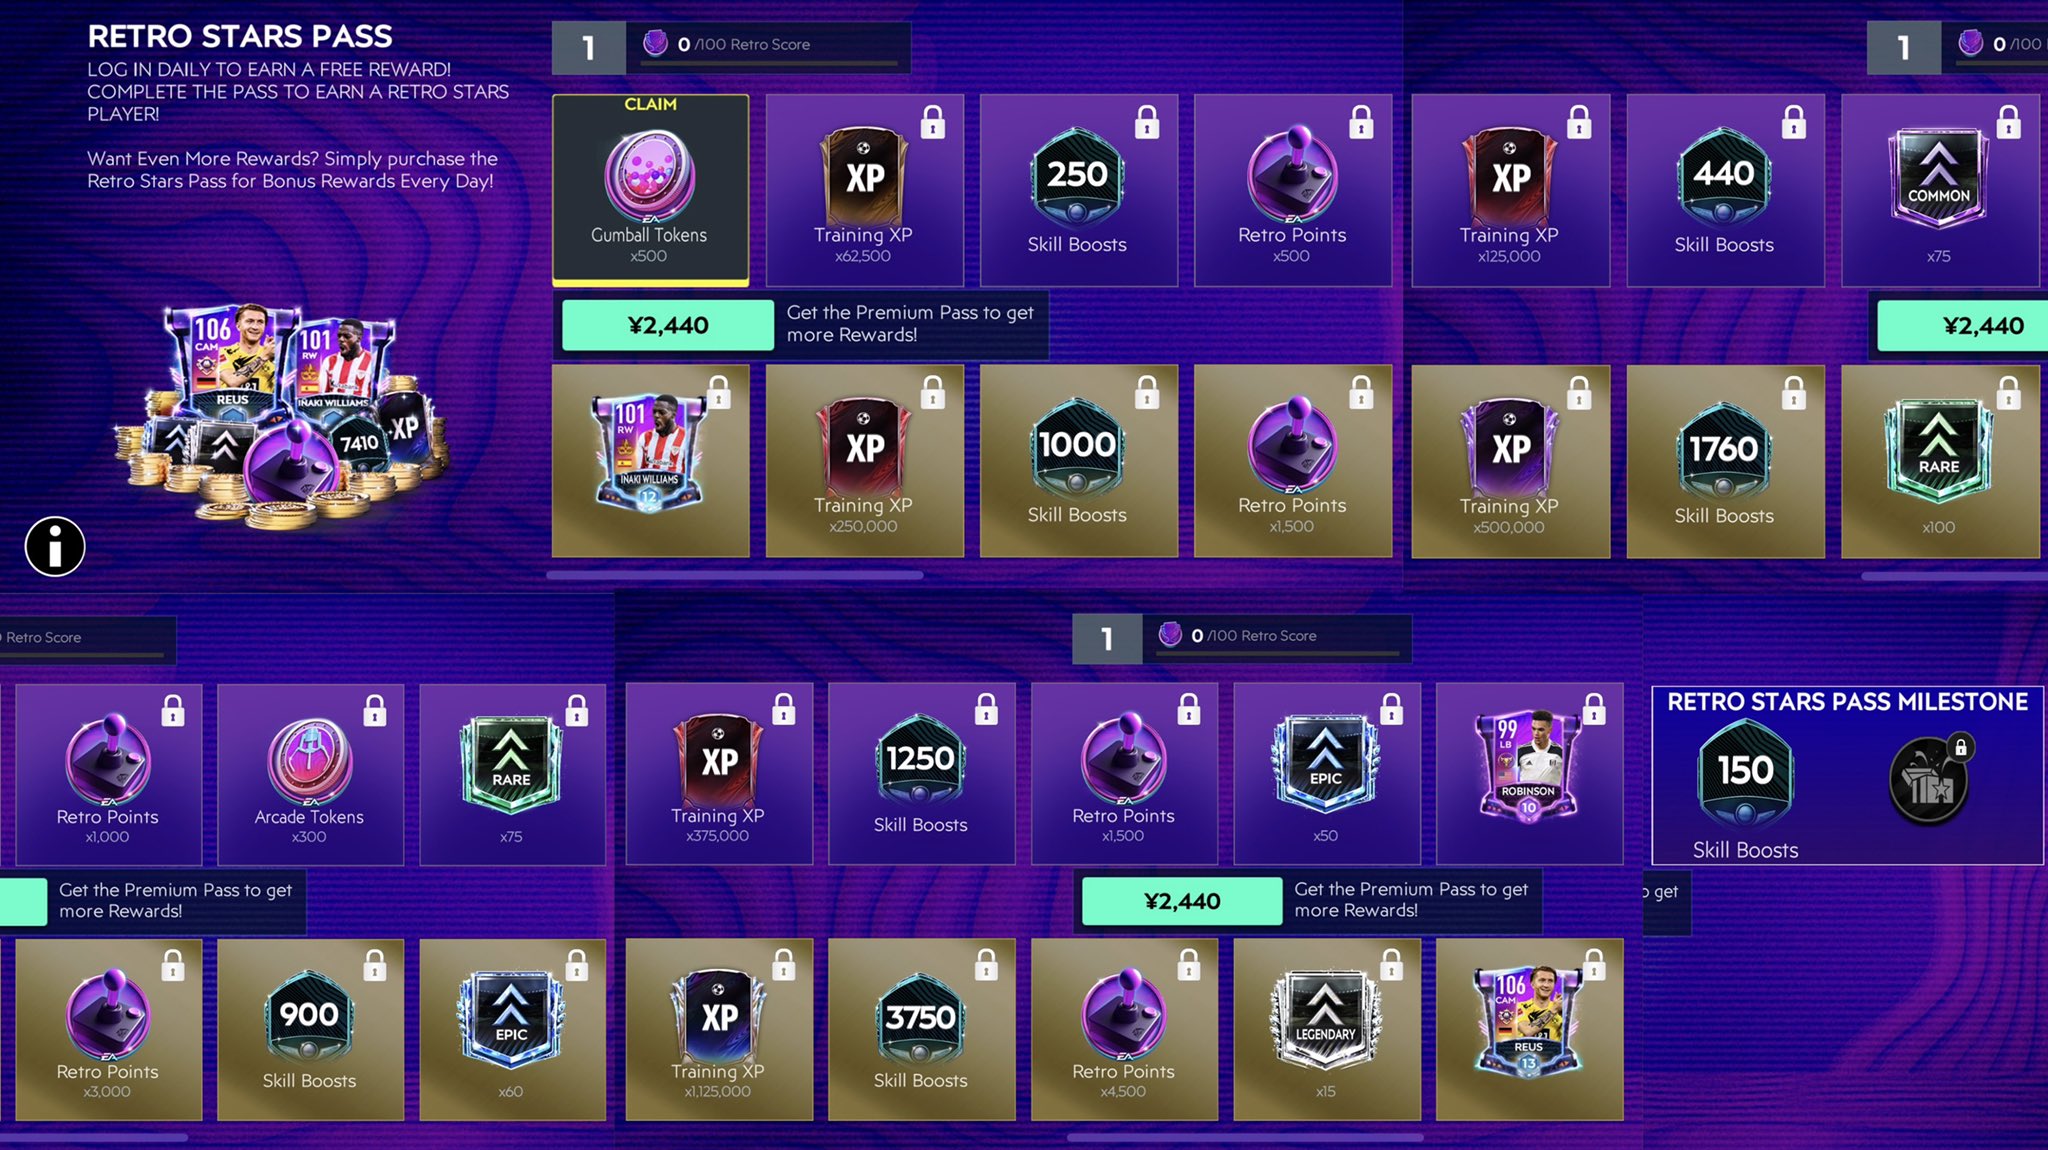 RETRO STARS PASS
LOG IN DAILY TO EARN A FREE REWARD!
COMPLETE THE PASS TO EARN A RETRO STARS
PLAYER!
Want Even More Rewards? Simply purchase the
Retro Stars Pass for Bonus Rewards Every Day!
106
CAM
REUS
101
RW
IÑAKI WILLIAMS
7410
XP
1
0 /100 Retro Score
CLAIM
EA
Gumball Tokens
x500
XP
Training XP
x62,500
250
Skill Boosts
EA
Retro Points
x500
¥2,440
Get the Premium Pass to get
more Rewards!
101
RW
IÑAKI WILLIAMS
12
XP
Training XP
x250,000
1000
Skill Boosts
EA
Retro Points
x1,500
1
0 /100
XP
Training XP
x125,000
440
Skill Boosts
COMMON
x75
¥2,440
XP
Training XP
x500,000
1760
Skill Boosts
RARE
x100
Retro Score
EA
Retro Points
x1,000
EA
Arcade Tokens
x300
RARE
x75
Get the Premium Pass to get
more Rewards!
EA
Retro Points
x3,000
900
Skill Boosts
EPIC
x60
1
0 /100 Retro Score
XP
Training XP
x375,000
1250
Skill Boosts
EA
Retro Points
x1,500
EPIC
x50
99
LB
ROBINSON
10
¥2,440
Get the Premium Pass to get
more Rewards!
XP
Training XP
x1,125,000
3750
Skill Boosts
EA
Retro Points
x4,500
LEGENDARY
x15
106
CAM
REUS
13
RETRO STARS PASS MILESTONE
150
Skill Boosts
get